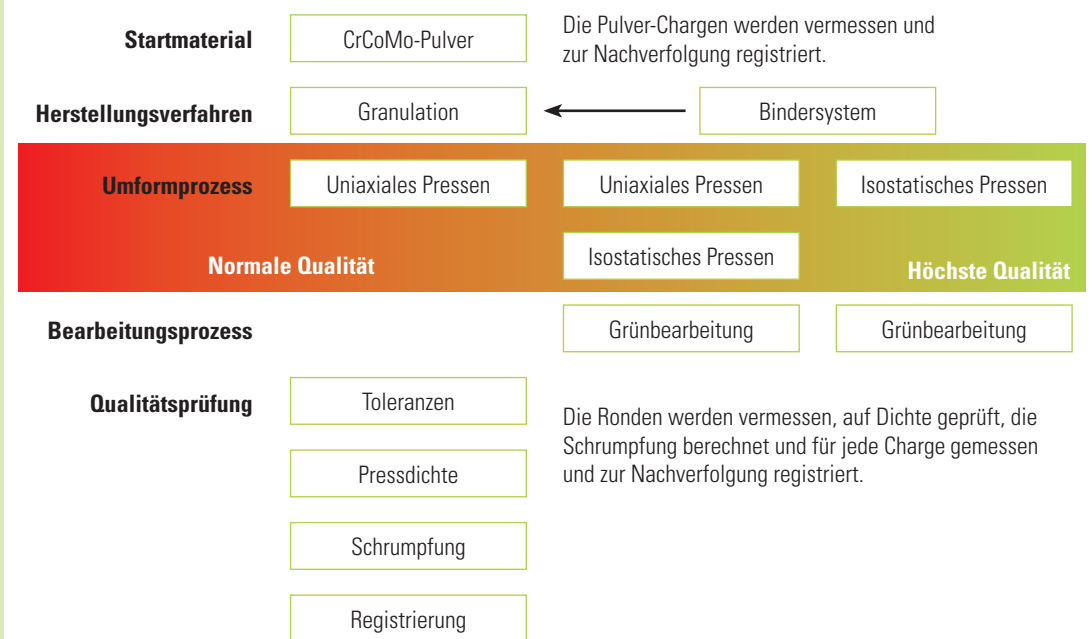 Startmaterial
CrCoMo-Pulver
Die Pulver-Chargen werden vermessen und
zur Nachverfolgung registriert.
Herstellungsverfahren
Granulation
Bindersystem
Umformprozess
Uniaxiales Pressen
Uniaxiales Pressen
Isostatisches Pressen
Normale Qualität
Isostatisches Pressen
Höchste Qualität
Bearbeitungsprozess
Grünbearbeitung
Grünbearbeitung
Qualitätsprüfung
Toleranzen
Die Ronden werden vermessen, auf Dichte geprüft, die
Schrumpfung berechnet und für jede Charge gemessen
und zur Nachverfolgung registriert.
Pressdichte
Schrumpfung
Registrierung